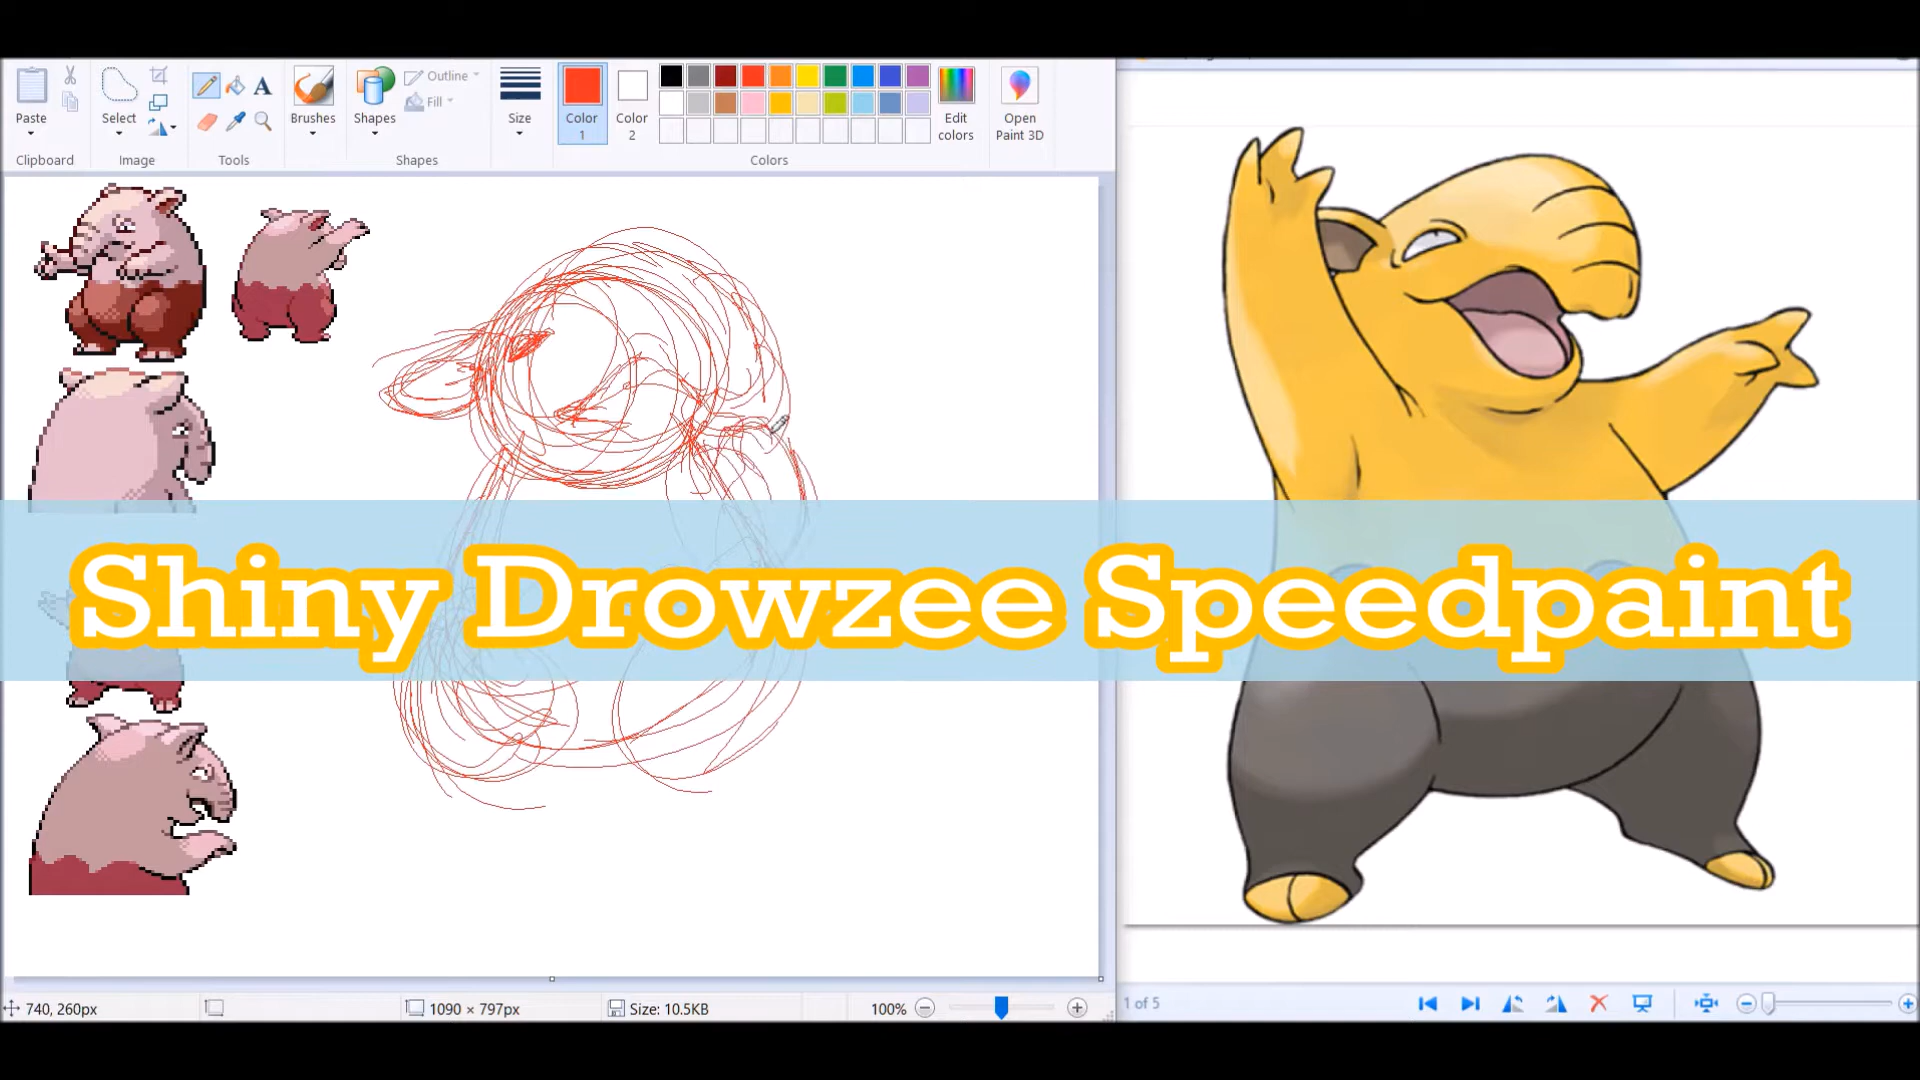 Outline
Fill
Paste
Select
Brushes
Shapes
Size
Color
1
Color
2
Edit
colors
Open
Paint 3D
Clipboard
Image
Tools
Shapes
Colors
Shiny Drowzee Speedpaint
740, 260px
1090 × 797px
Size: 10.5KB
100%
1 of 5